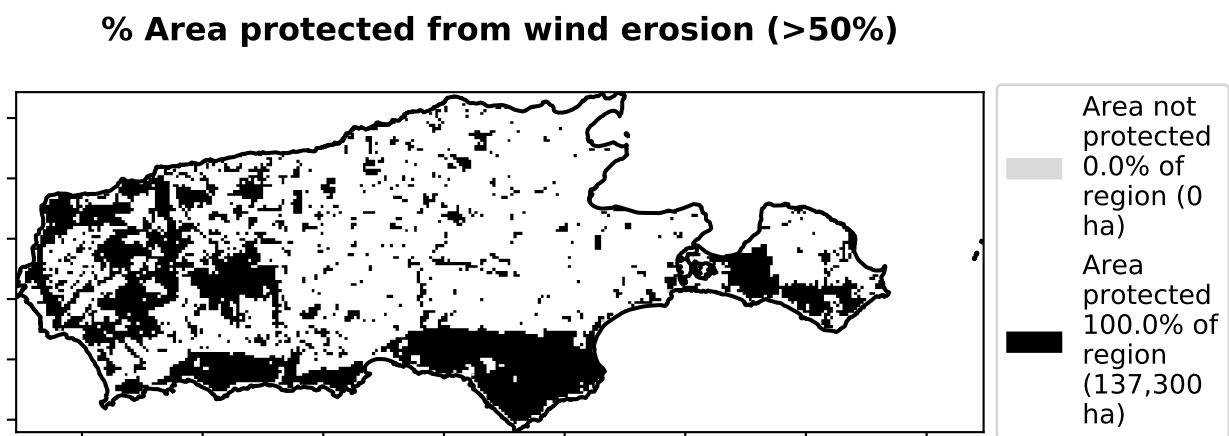 % Area protected from wind erosion (>50%)
Area not
protected
0.0% of
region (0
ha)
Area
protected
100.0% of
region
(137,300
ha)